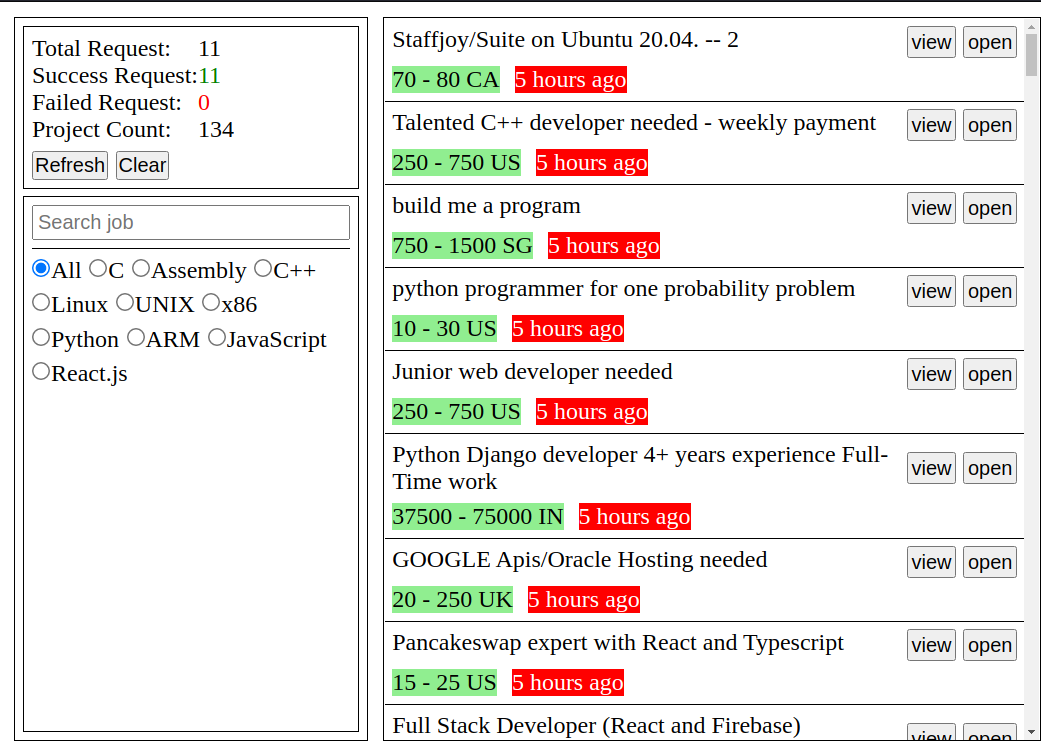 Total Request: 11
Success Request:11
Failed Request: 0
Project Count: 134
Refresh Clear
Search job
All C Assembly C++
Linux UNIX x86
Python ARM JavaScript
React.js
Staffjoy/Suite on Ubuntu 20.04. -- 2
view open
70 - 80 CA 5 hours ago
Talented C++ developer needed - weekly payment
view open
250 - 750 US 5 hours ago
build me a program
view open
750 - 1500 SG 5 hours ago
python programmer for one probability problem
view open
10 - 30 US 5 hours ago
Junior web developer needed
view open
250 - 750 US 5 hours ago
Python Django developer 4+ years experience Full-
Time work
view open
37500 - 75000 IN 5 hours ago
GOOGLE Apis/Oracle Hosting needed
view open
20 - 250 UK 5 hours ago
Pancakeswap expert with React and Typescript
view open
15 - 25 US 5 hours ago
Full Stack Developer (React and Firebase)
view open